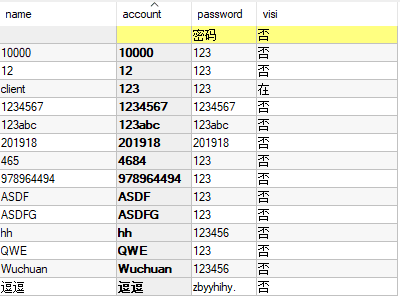 name account password visi
密码 否
10000 10000 123 否
12 12 123 否
client 123 123 在
1234567 1234567 1234567 否
123abc 123abc 123abc 否
201918 201918 201918 否
465 4684 123 否
978964494 978964494 123 否
ASDF ASDF 123 否
ASDFG ASDFG 123 否
hh hh 123456 否
QWE QWE 123 否
Wuchuan Wuchuan 123456 否
逗逗 逗逗 zbyyhihy. 否